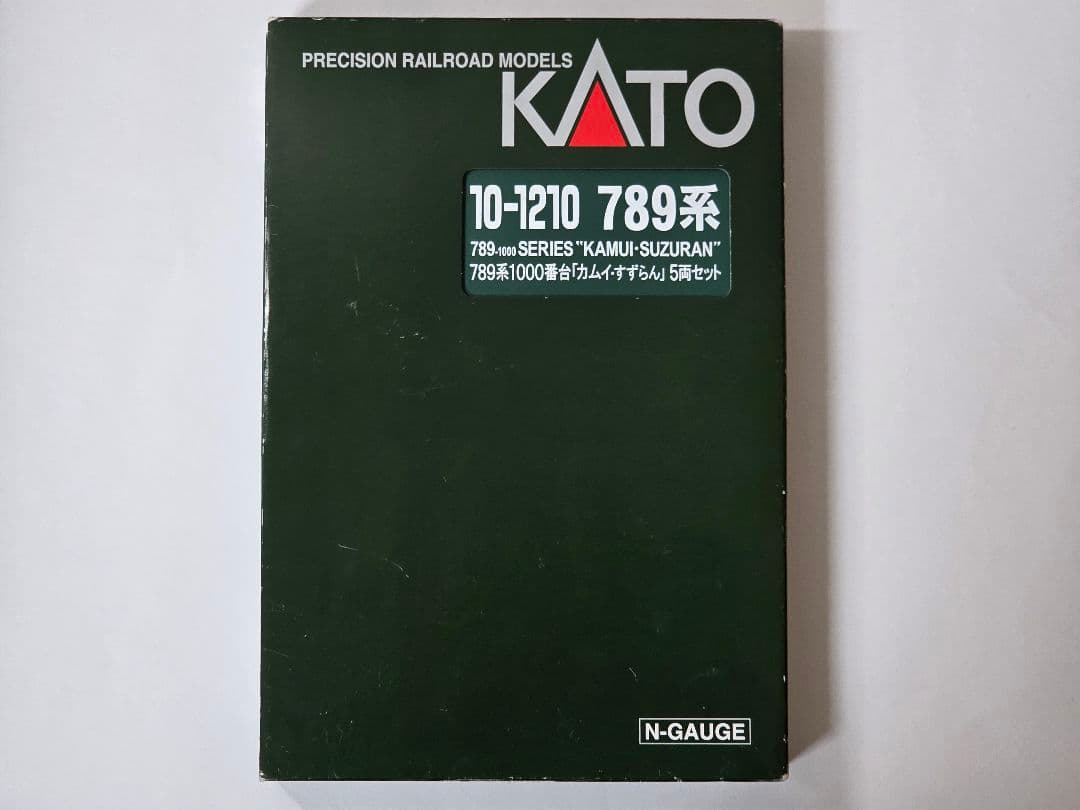 PRECISION RAILROAD MODELS
KATO
10-1210 789系
789-1000 SERIES "KAMUI・SUZURAN"
789系1000番台「カムイ・すずらん」 5両セット
N-GAUGE